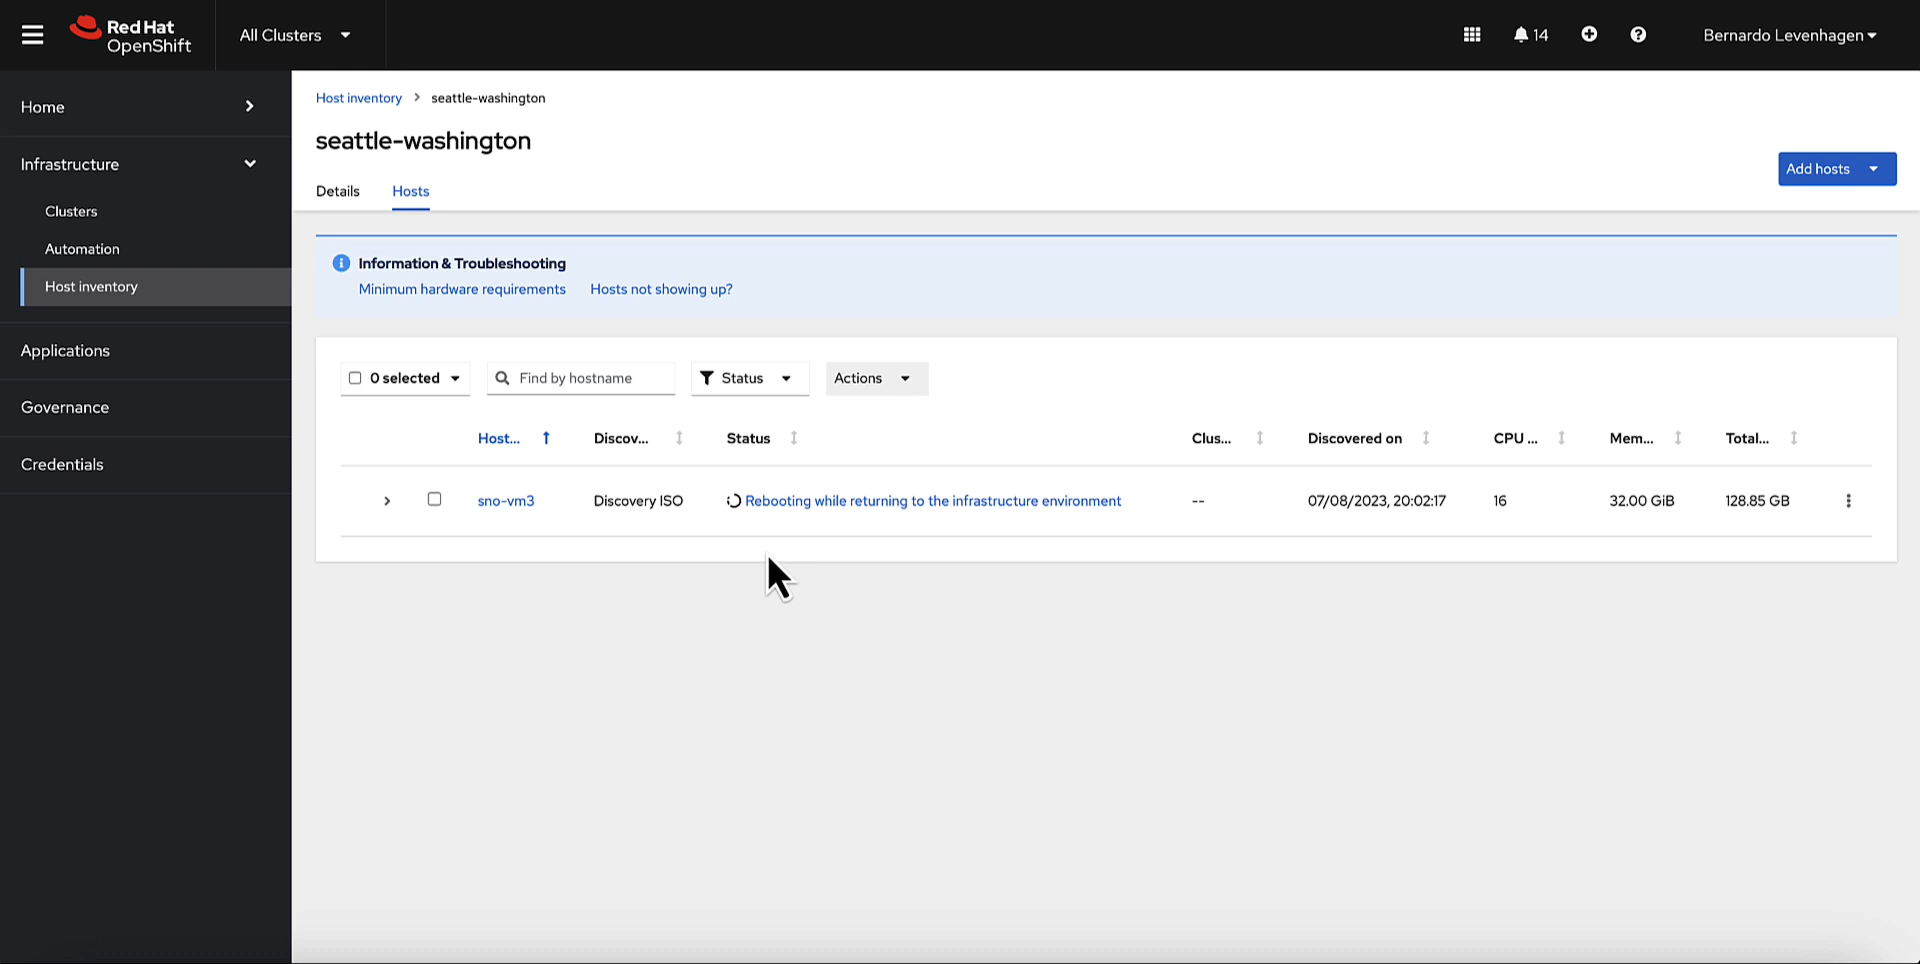 Red Hat
OpenShift
All Clusters
14
Bernardo Levenhagen
Home
Infrastructure
Clusters
Automation
Host inventory
Applications
Governance
Credentials
Host inventory > seattle-washington
seattle-washington
Add hosts
Details Hosts
Information & Troubleshooting
Minimum hardware requirements Hosts not showing up?
0 selected Find by hostname Status Actions
Host... Discov... Status Clus... Discovered on CPU ... Mem... Total...
sno-vm3 Discovery ISO Rebooting while returning to the infrastructure environment -- 07/08/2023, 20:02:17 16 32.00 GiB 128.85 GB